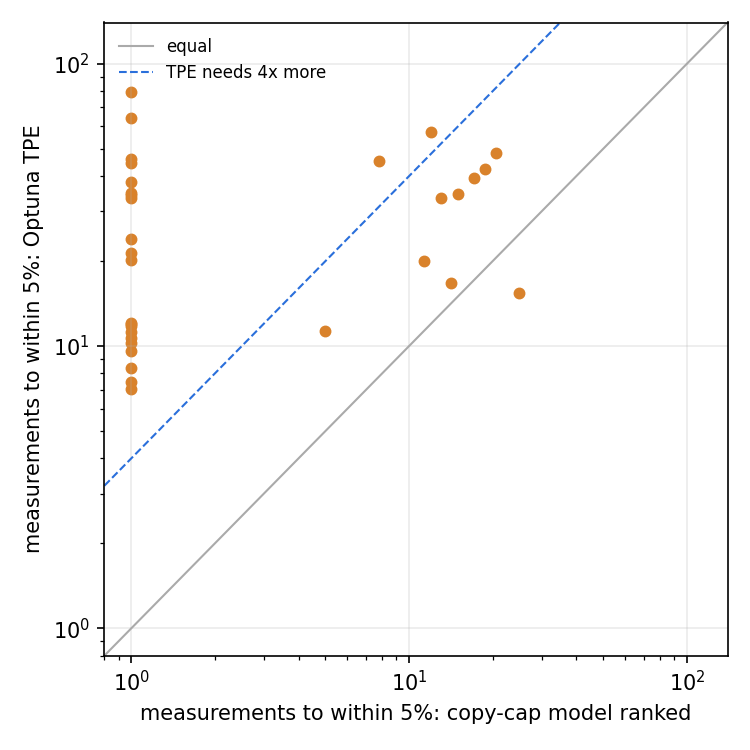 equal
TPE needs 4x more
measurements to within 5%: Optuna TPE
10²
10¹
10⁰
10⁰ 10¹ 10²
measurements to within 5%: copy-cap model ranked